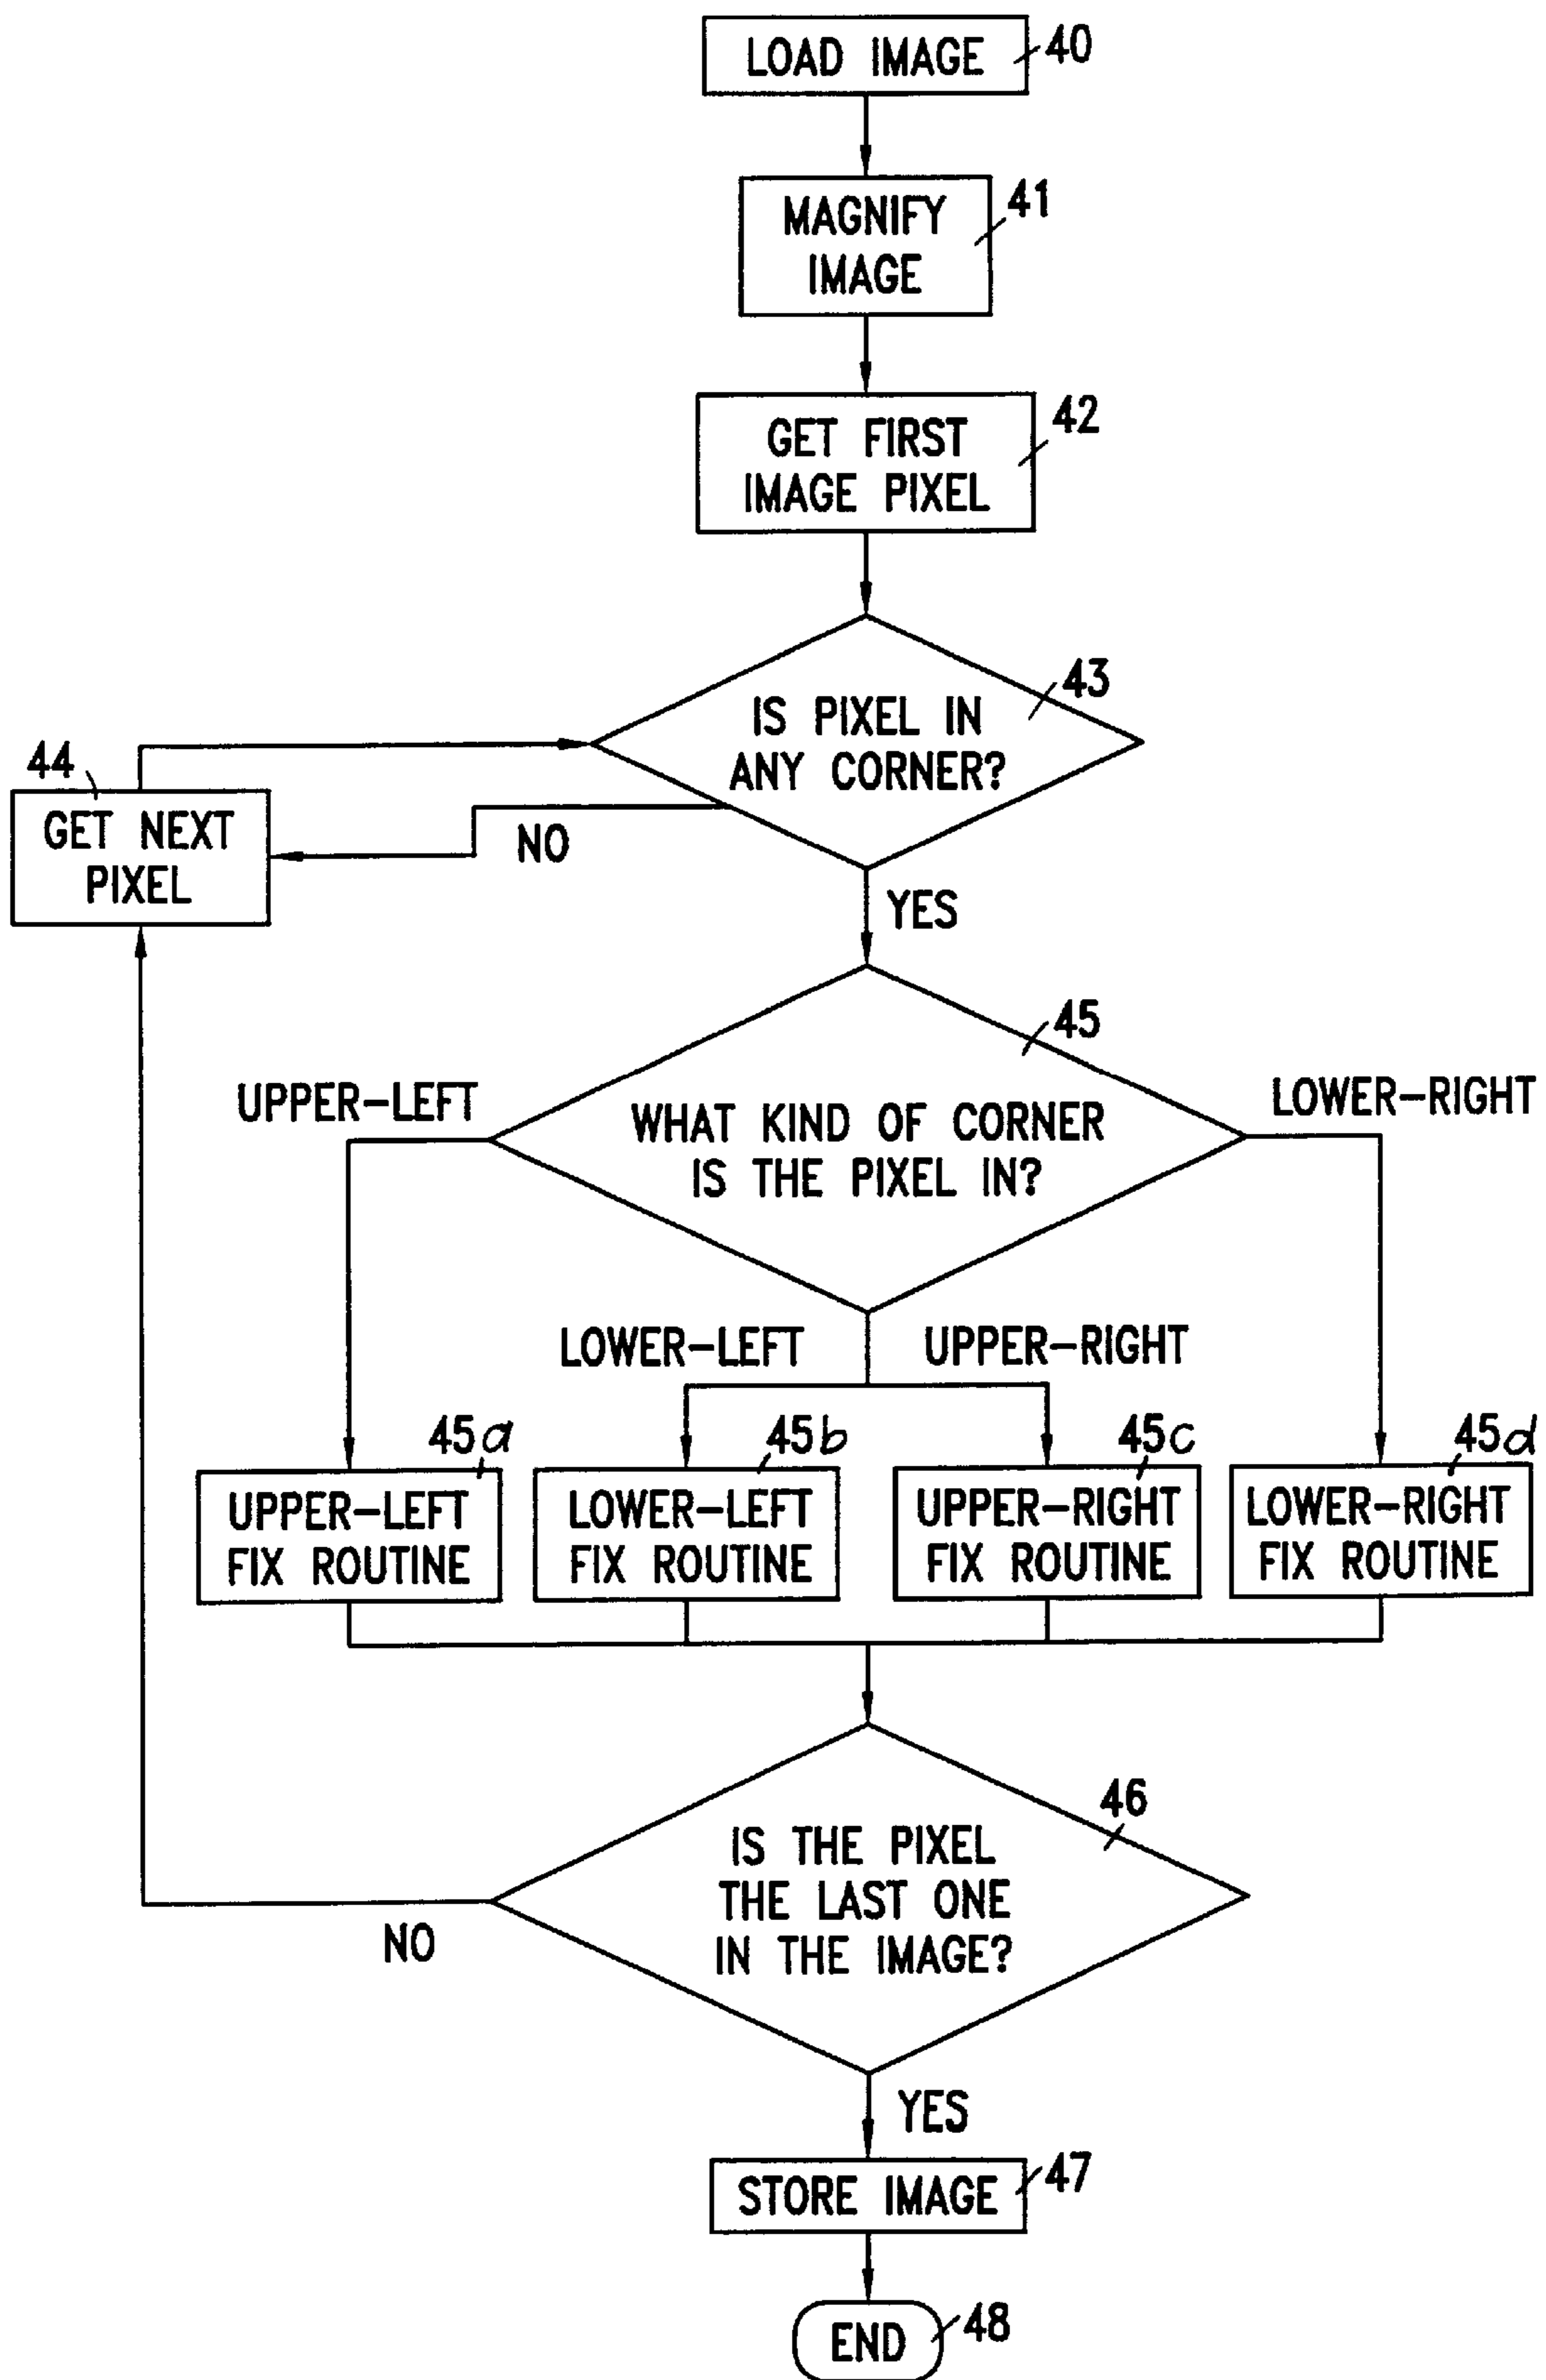 LOAD IMAGE
40
MAGNIFY
IMAGE
41
GET FIRST
IMAGE PIXEL
42
IS PIXEL IN
ANY CORNER?
43
44
GET NEXT
PIXEL
NO
YES
45
UPPER-LEFT
WHAT KIND OF CORNER
IS THE PIXEL IN?
LOWER-RIGHT
LOWER-LEFT
UPPER-RIGHT
45a
UPPER-LEFT
FIX ROUTINE
45b
LOWER-LEFT
FIX ROUTINE
45c
UPPER-RIGHT
FIX ROUTINE
45d
LOWER-RIGHT
FIX ROUTINE
46
IS THE PIXEL
THE LAST ONE
IN THE IMAGE?
NO
YES
STORE IMAGE
47
END
48